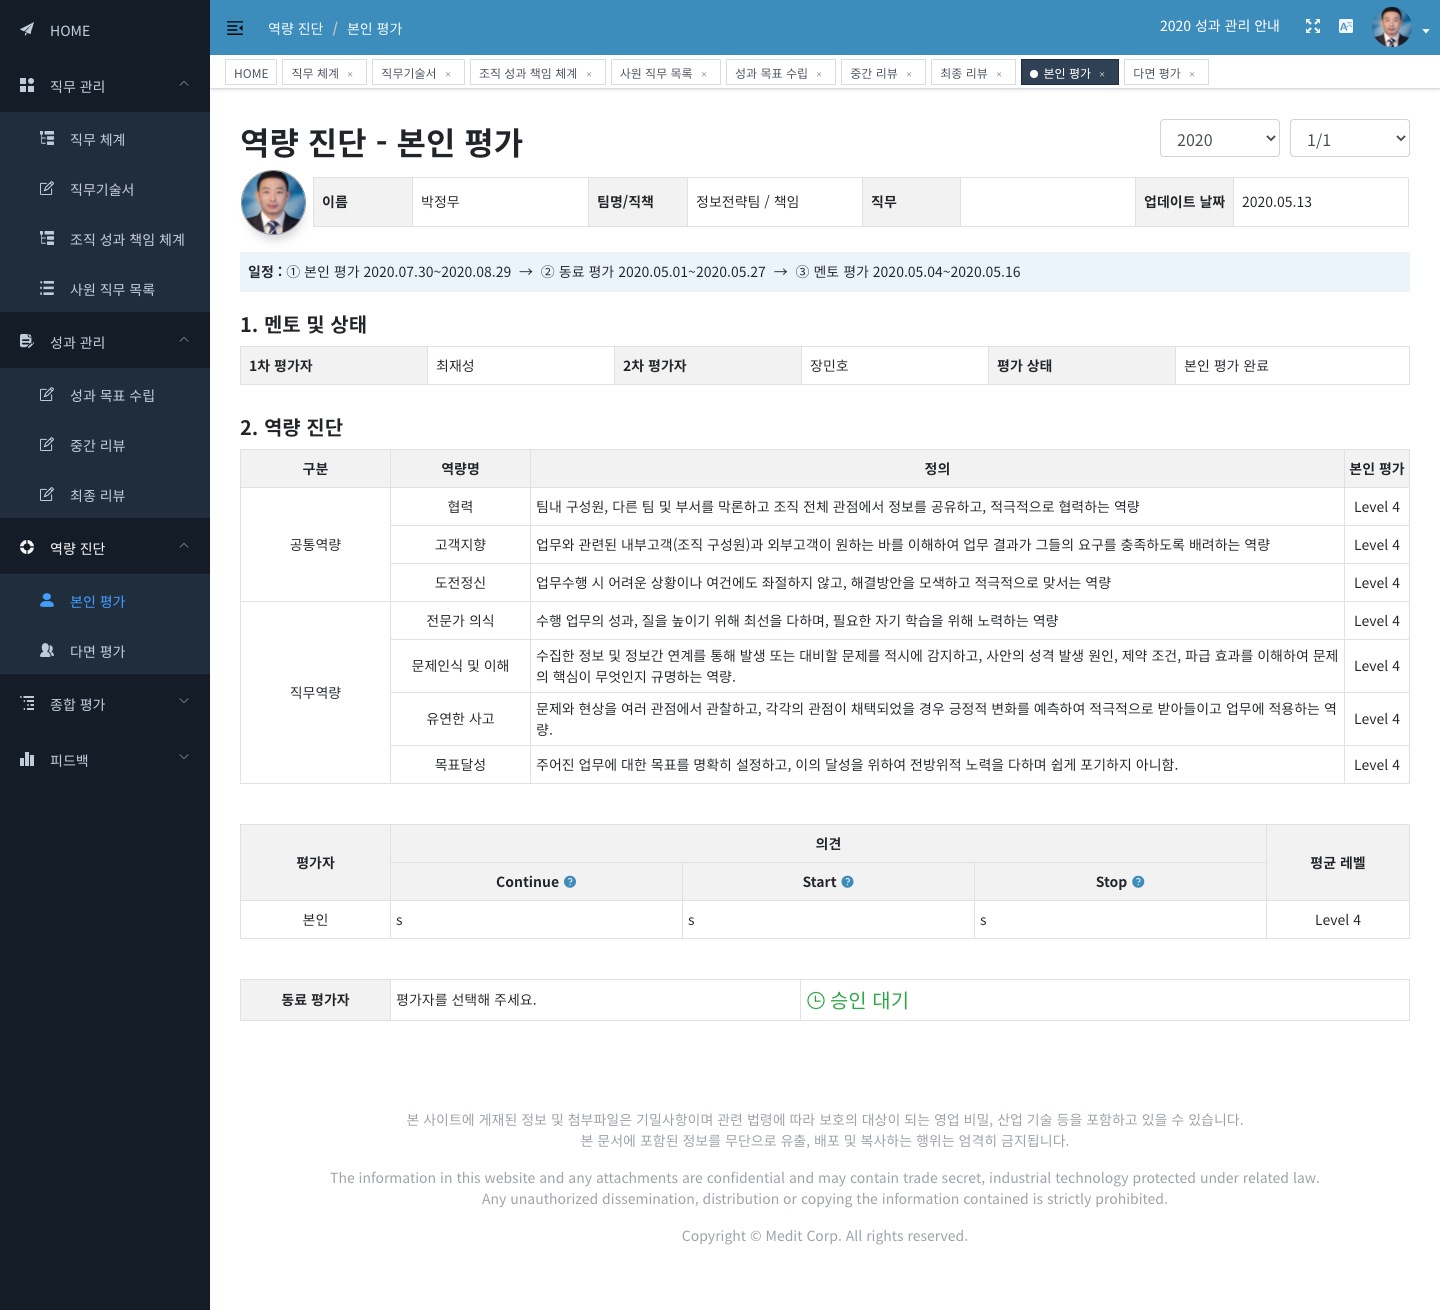 HOME
직무 관리
직무 체계
직무기술서
조직 성과 책임 체계
사원 직무 목록
성과 관리
성과 목표 수립
중간 리뷰
최종 리뷰
역량 진단
본인 평가
다면 평가
종합 평가
피드백
역량 진단 / 본인 평가
2020 성과 관리 안내
HOME 직무 체계 × 직무기술서 × 조직 성과 책임 체계 × 사원 직무 목록 × 성과 목표 수립 × 중간 리뷰 × 최종 리뷰 × 본인 평가 × 다면 평가 ×
역량 진단 - 본인 평가
2020 1/1
이름 박정무 팀명/직책 정보전략팀 / 책임 직무 업데이트 날짜 2020.05.13
일정 : ① 본인 평가 2020.07.30~2020.08.29 → ② 동료 평가 2020.05.01~2020.05.27 → ③ 멘토 평가 2020.05.04~2020.05.16
1. 멘토 및 상태
1차 평가자 최재성 2차 평가자 장민호 평가 상태 본인 평가 완료
2. 역량 진단
구분 역량명 정의 본인 평가
공통역량
협력 팀내 구성원, 다른 팀 및 부서를 막론하고 조직 전체 관점에서 정보를 공유하고, 적극적으로 협력하는 역량 Level 4
고객지향 업무와 관련된 내부고객(조직 구성원)과 외부고객이 원하는 바를 이해하여 업무 결과가 그들의 요구를 충족하도록 배려하는 역량 Level 4
도전정신 업무수행 시 어려운 상황이나 여건에도 좌절하지 않고, 해결방안을 모색하고 적극적으로 맞서는 역량 Level 4
직무역량
전문가 의식 수행 업무의 성과, 질을 높이기 위해 최선을 다하며, 필요한 자기 학습을 위해 노력하는 역량 Level 4
문제인식 및 이해 수집한 정보 및 정보간 연계를 통해 발생 또는 대비할 문제를 적시에 감지하고, 사안의 성격 발생 원인, 제약 조건, 파급 효과를 이해하여 문제
의 핵심이 무엇인지 규명하는 역량. Level 4
유연한 사고 문제와 현상을 여러 관점에서 관찰하고, 각각의 관점이 채택되었을 경우 긍정적 변화를 예측하여 적극적으로 받아들이고 업무에 적용하는 역
량. Level 4
목표달성 주어진 업무에 대한 목표를 명확히 설정하고, 이의 달성을 위하여 전방위적 노력을 다하며 쉽게 포기하지 아니함. Level 4
평가자 의견 평균 레벨
Continue ? Start ? Stop ?
본인 s s s Level 4
동료 평가자 평가자를 선택해 주세요. 승인 대기
본 사이트에 게재된 정보 및 첨부파일은 기밀사항이며 관련 법령에 따라 보호의 대상이 되는 영업 비밀, 산업 기술 등을 포함하고 있을 수 있습니다.
본 문서에 포함된 정보를 무단으로 유출, 배포 및 복사하는 행위는 엄격히 금지됩니다.
The information in this website and any attachments are confidential and may contain trade secret, industrial technology protected under related law.
Any unauthorized dissemination, distribution or copying the information contained is strictly prohibited.
Copyright © Medit Corp. All rights reserved.